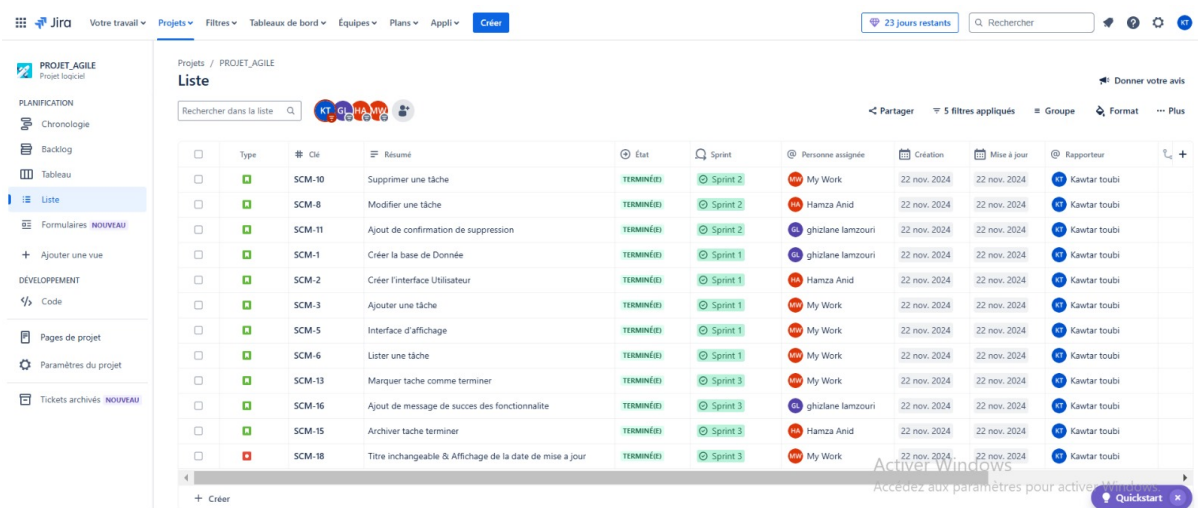 Jira Votre travail Projets Filtres Tableaux de bord Équipes Plans Appli Créer 23 jours restants Rechercher KT
PROJET_AGILE
Projet logiciel
PLANIFICATION
Chronologie
Backlog
Tableau
Liste
Formulaires NOUVEAU
Ajouter une vue
DÉVELOPPEMENT
Code
Pages de projet
Paramètres du projet
Tickets archivés NOUVEAU
Projets / PROJET_AGILE
Liste
Donner votre avis
Rechercher dans la liste KT GL HA MW Partager 5 filtres appliqués Groupe Format Plus
Type Clé Résumé État Sprint Personne assignée Création Mise à jour Rapporteur
SCM-10 Supprimer une tâche TERMINÉ(E) Sprint 2 MW My Work 22 nov. 2024 22 nov. 2024 KT Kawtar toubi
SCM-8 Modifier une tâche TERMINÉ(E) Sprint 2 HA Hamza Anid 22 nov. 2024 22 nov. 2024 KT Kawtar toubi
SCM-11 Ajout de confirmation de suppression TERMINÉ(E) Sprint 2 GL ghizlane lamzouri 22 nov. 2024 22 nov. 2024 KT Kawtar toubi
SCM-1 Créer la base de Donnée TERMINÉ(E) Sprint 1 GL ghizlane lamzouri 22 nov. 2024 22 nov. 2024 KT Kawtar toubi
SCM-2 Créer l'interface Utilisateur TERMINÉ(E) Sprint 1 HA Hamza Anid 22 nov. 2024 22 nov. 2024 KT Kawtar toubi
SCM-3 Ajouter une tâche TERMINÉ(E) Sprint 1 MW My Work 22 nov. 2024 22 nov. 2024 KT Kawtar toubi
SCM-5 Interface d'affichage TERMINÉ(E) Sprint 1 MW My Work 22 nov. 2024 22 nov. 2024 KT Kawtar toubi
SCM-6 Lister une tâche TERMINÉ(E) Sprint 1 MW My Work 22 nov. 2024 22 nov. 2024 KT Kawtar toubi
SCM-13 Marquer tache comme terminer TERMINÉ(E) Sprint 3 MW My Work 22 nov. 2024 22 nov. 2024 KT Kawtar toubi
SCM-16 Ajout de message de succes des fonctionnalite TERMINÉ(E) Sprint 3 GL ghizlane lamzouri 22 nov. 2024 22 nov. 2024 KT Kawtar toubi
SCM-15 Archiver tache terminer TERMINÉ(E) Sprint 3 HA Hamza Anid 22 nov. 2024 22 nov. 2024 KT Kawtar toubi
SCM-18 Titre inchangeable & Affichage de la date de mise a jour TERMINÉ(E) Sprint 3 MW My Work 22 nov. 2024 22 nov. 2024 KT Kawtar toubi
Activer Windows
Accédez aux paramètres pour activer Windows.
Créer
Quickstart